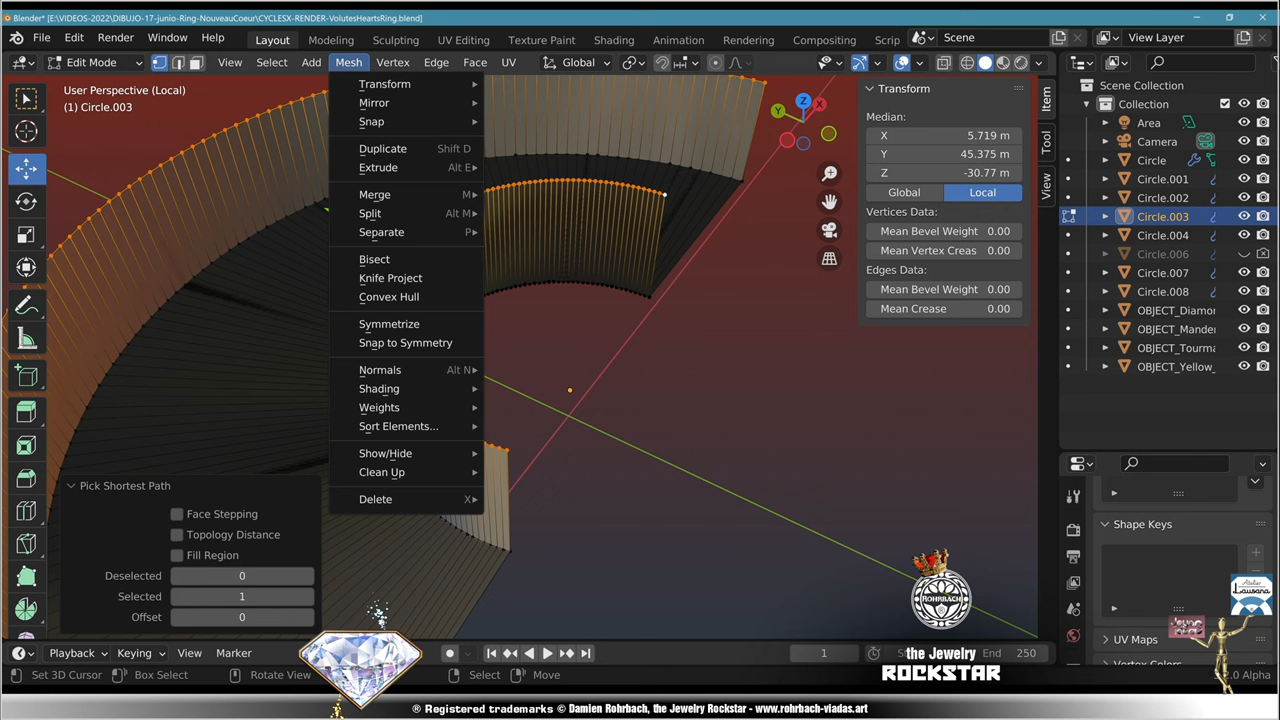 Blender* [E:\VIDEOS-2022\DIBUJO-17-junio-Ring-NouveauCoeur\CYCLESX-RENDER-VolutesHeartsRing.blend]
File Edit Render Window Help Layout Modeling Sculpting UV Editing Texture Paint Shading Animation Rendering Compositing Scrip Scene View Layer
Edit Mode View Select Add Mesh Vertex Edge Face UV Global
User Perspective (Local)
(1) Circle.003
Transform
Mirror
Snap
Duplicate Shift D
Extrude Alt E
Merge M
Split Alt M
Separate P
Bisect
Knife Project
Convex Hull
Symmetrize
Snap to Symmetry
Normals Alt N
Shading
Weights
Sort Elements...
Show/Hide
Clean Up
Delete X
Pick Shortest Path
Face Stepping
Topology Distance
Fill Region
Deselected 0
Selected 1
Offset 0
X
Y
Z
Transform
Median:
X 5.719 m
Y 45.375 m
Z -30.77 m
Global Local
Vertices Data:
Mean Bevel Weight 0.00
Mean Vertex Creas 0.00
Edges Data:
Mean Bevel Weight 0.00
Mean Crease 0.00
Item
Tool
View
Scene Collection
Collection
Area
Camera
Circle
Circle.001
Circle.002
Circle.003
Circle.004
Circle.006
Circle.007
Circle.008
OBJECT_Diamor
OBJECT_Mander
OBJECT_Tourma
OBJECT_Yellow_
Shape Keys
UV Maps
Vertex Colors
Atelier
Lausana
ROHRBACH
the Jewelry
ROCKSTAR
Playback Keying View Marker 1 End 250
Set 3D Cursor Box Select Rotate View Select Move .0 Alpha
® Registered trademarks © Damien Rohrbach, the Jewelry Rockstar - www.rohrbach-viadas.art